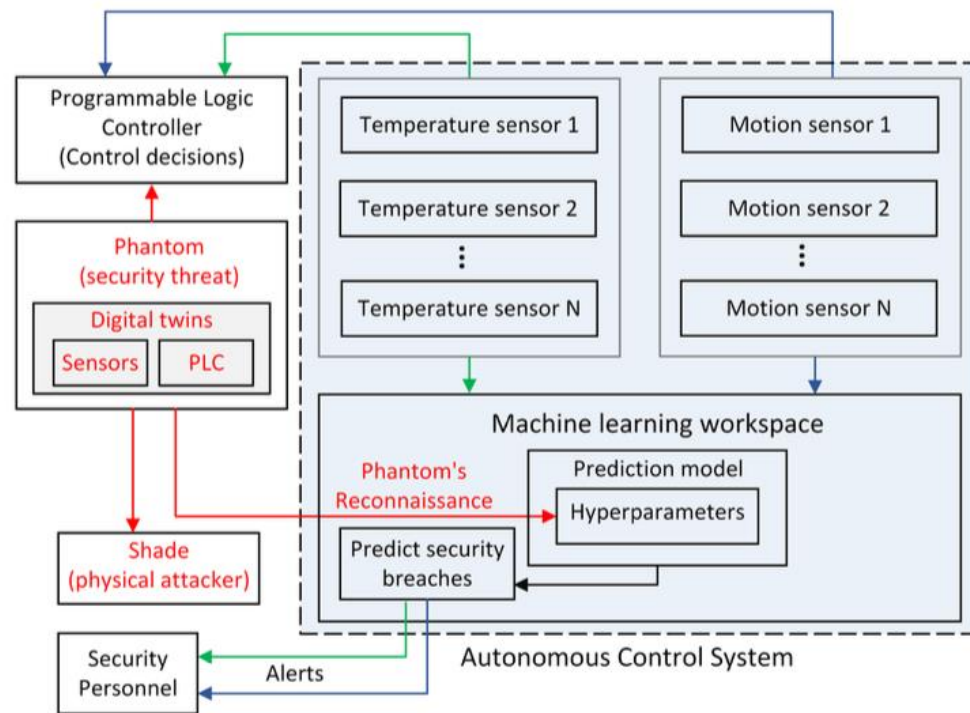 Programmable Logic
Controller
(Control decisions)
Temperature sensor 1
Temperature sensor 2
⋮
Temperature sensor N
Motion sensor 1
Motion sensor 2
⋮
Motion sensor N
Phantom
(security threat)
Digital twins
Sensors
PLC
Machine learning workspace
Phantom's
Reconnaissance
Prediction model
Hyperparameters
Predict security
breaches
Shade
(physical attacker)
Security
Personnel
Alerts
Autonomous Control System